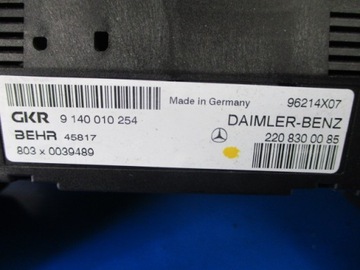 Made in Germany
96214X07
GKR 9 140 010 254
DAIMLER-BENZ
BEHR 45817
220 830 00 85
803 x 0039489